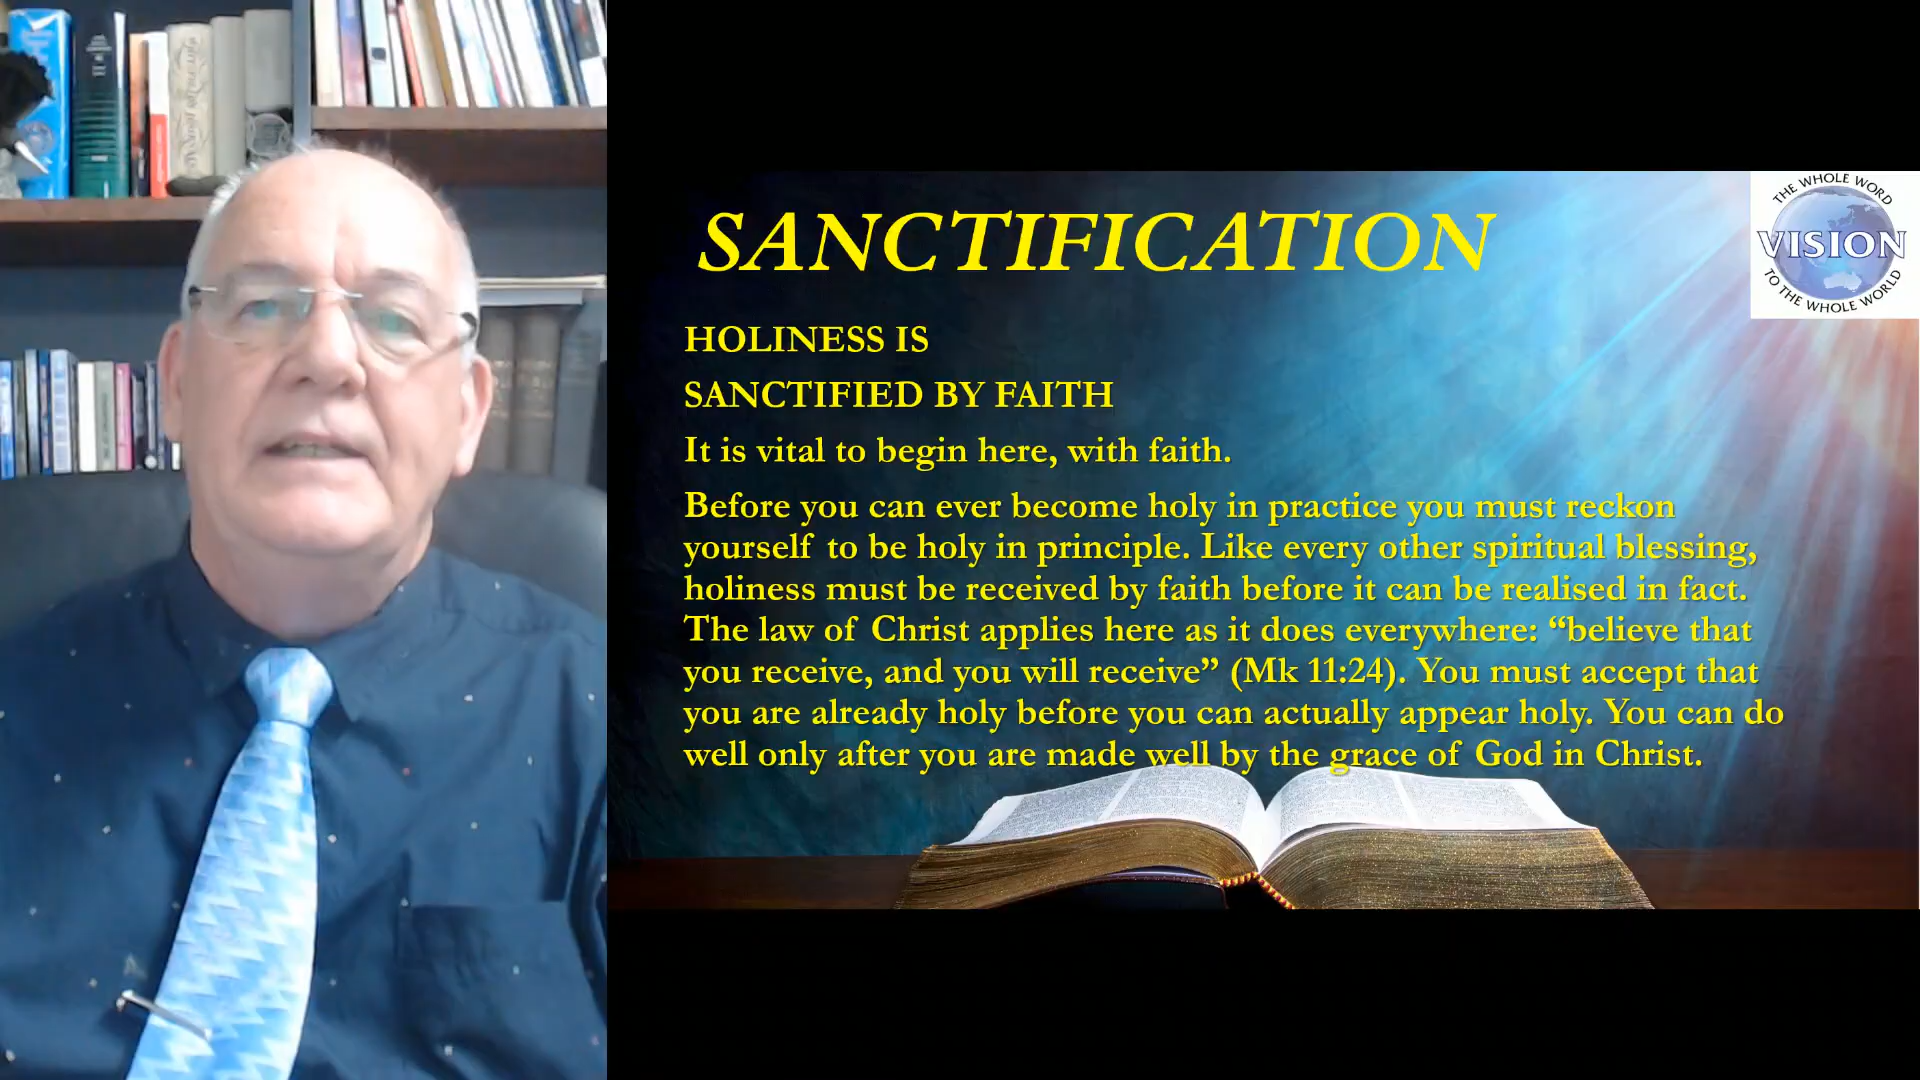 SANCTIFICATION
THE WHOLE WORD
VISION
TO THE WHOLE WORLD
HOLINESS IS
SANCTIFIED BY FAITH
It is vital to begin here, with faith.
Before you can ever become holy in practice you must reckon
yourself to be holy in principle. Like every other spiritual blessing,
holiness must be received by faith before it can be realised in fact.
The law of Christ applies here as it does everywhere: “believe that
you receive, and you will receive” (Mk 11:24). You must accept that
you are already holy before you can actually appear holy. You can do
well only after you are made well by the grace of God in Christ.